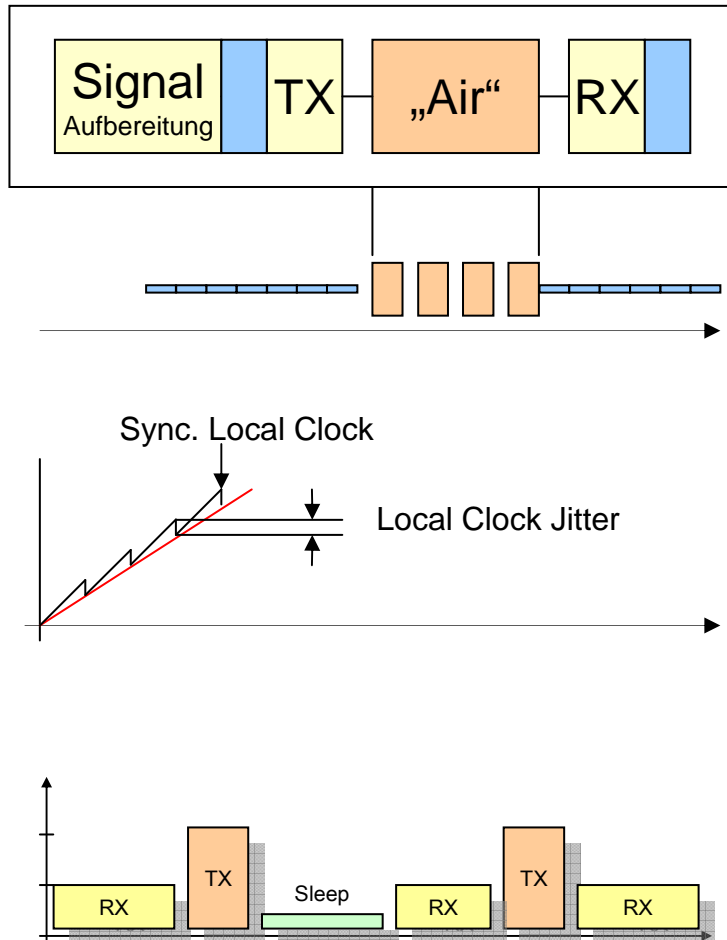 Signal
Aufbereitung
TX
„Air“
RX
Sync. Local Clock
Local Clock Jitter
RX
TX
Sleep
RX
TX
RX